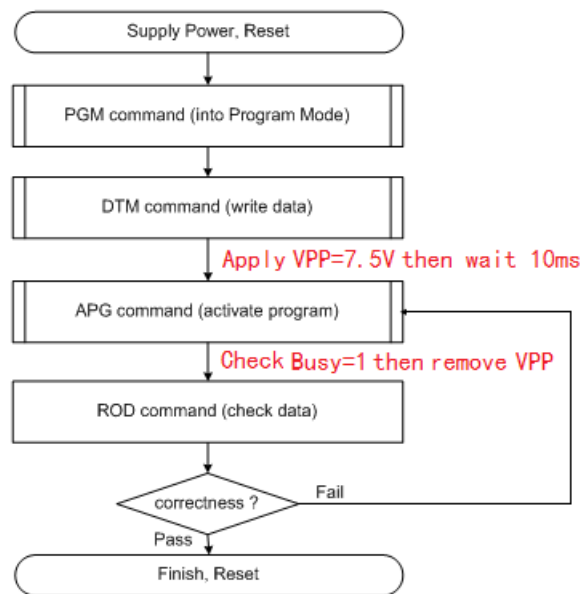 Supply Power, Reset
PGM command (into Program Mode)
DTM command (write data)
Apply VPP=7.5V then wait 10ms
APG command (activate program)
Check Busy=1 then remove VPP
ROD command (check data)
correctness ?
Fail
Pass
Finish, Reset